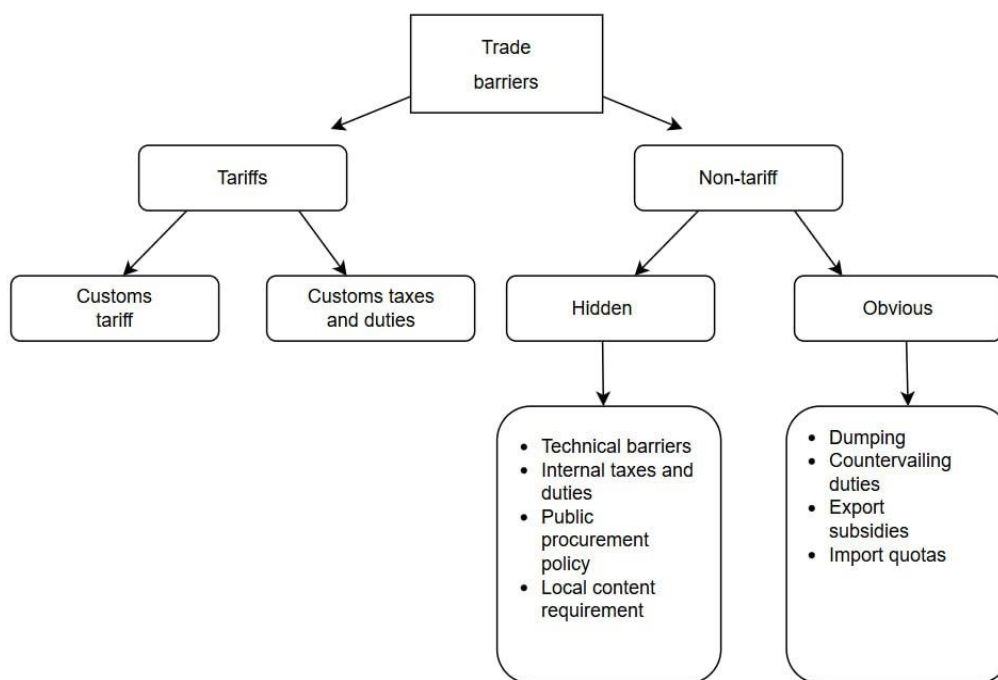 Trade
barriers
Tariffs
Non-tariff
Customs
tariff
Customs taxes
and duties
Hidden
Obvious
• Technical barriers
• Internal taxes and
duties
• Public
procurement
policy
• Local content
requirement
• Dumping
• Countervailing
duties
• Export
subsidies
• Import quotas